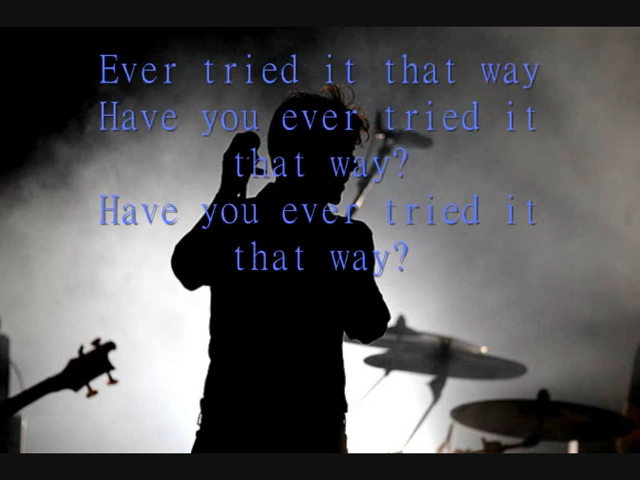 Ever tried it that way
Have you ever tried it
that way?
Have you ever tried it
that way?